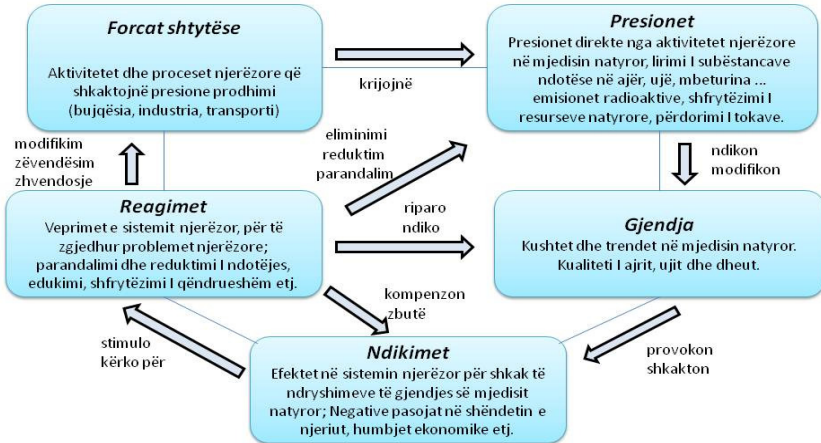 Forcat shtytëse
Aktivitetet dhe proceset njerëzore që
shkaktojnë presione prodhimi
(bujqësia, industria, transporti)
krijojnë
Presionet
Presionet direkte nga aktivitetet njerëzore
në mjedisin natyror, lirimi I subëstancave
ndotëse në ajër, ujë, mbeturina ...
emisionet radioaktive, shfrytëzimi I
resurseve natyrore, përdorimi I tokave.
modifikim
zëvendësim
zhvendosje
eliminimi
reduktim
parandalim
ndikon
modifikon
Reagimet
Veprimet e sistemit njerëzor, për të
zgjedhur problemet njerëzore;
parandalimi dhe reduktimi I ndotëjes,
edukimi, shfrytëzimi I qëndrueshëm etj.
riparo
ndiko
Gjendja
Kushtet dhe trendet në mjedisin natyror.
Kualiteti I ajrit, ujit dhe dheut.
kompenzon
zbutë
stimulo
kërko për
Ndikimet
Efektet në sistemin njerëzor për shkak të
ndryshimeve të gjendjes së mjedisit
natyror; Negative pasojat në shëndetin e
njeriut, humbjet ekonomike etj.
provokon
shkakton